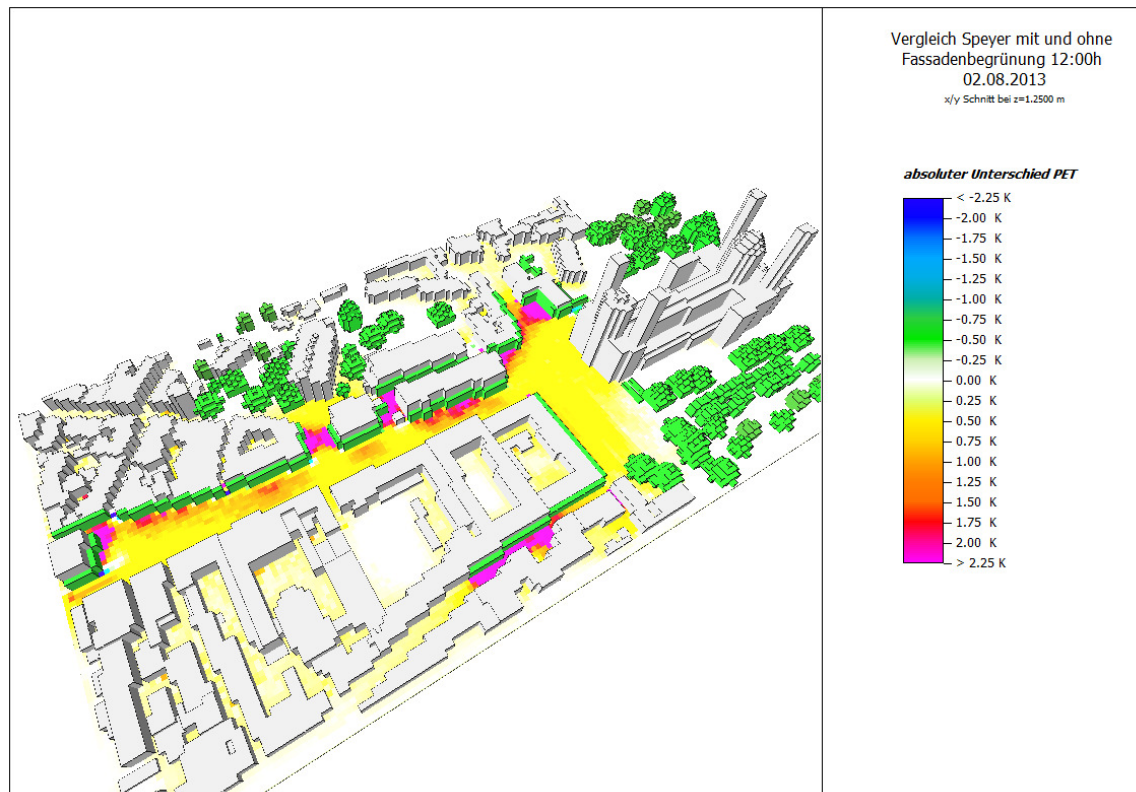 Vergleich Speyer mit und ohne
Fassadenbegrünung 12:00h
02.08.2013
x/y Schnitt bei z=1.2500 m
absoluter Unterschied PET
< -2.25 K
-2.00 K
-1.75 K
-1.50 K
-1.25 K
-1.00 K
-0.75 K
-0.50 K
-0.25 K
0.00 K
0.25 K
0.50 K
0.75 K
1.00 K
1.25 K
1.50 K
1.75 K
2.00 K
> 2.25 K